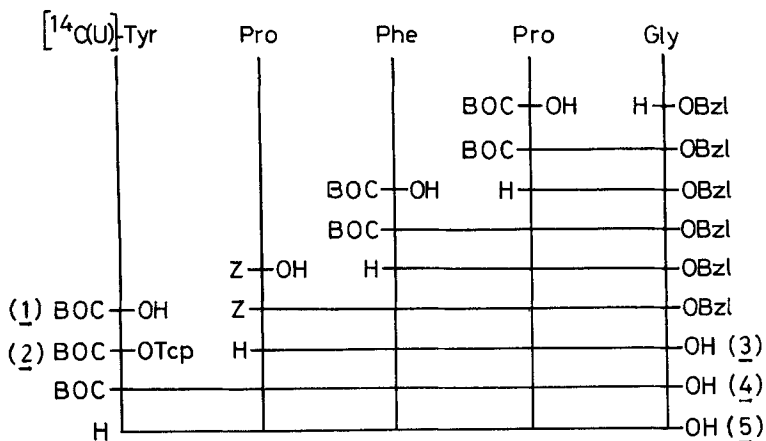 [¹⁴C(U)]-Tyr Pro Phe Pro Gly
BOC OH H OBzl
BOC OBzl
BOC OH H OBzl
BOC OBzl
Z OH H OBzl
(1) BOC OH Z OBzl
(2) BOC OTcp H OH (3)
BOC OH (4)
H OH (5)